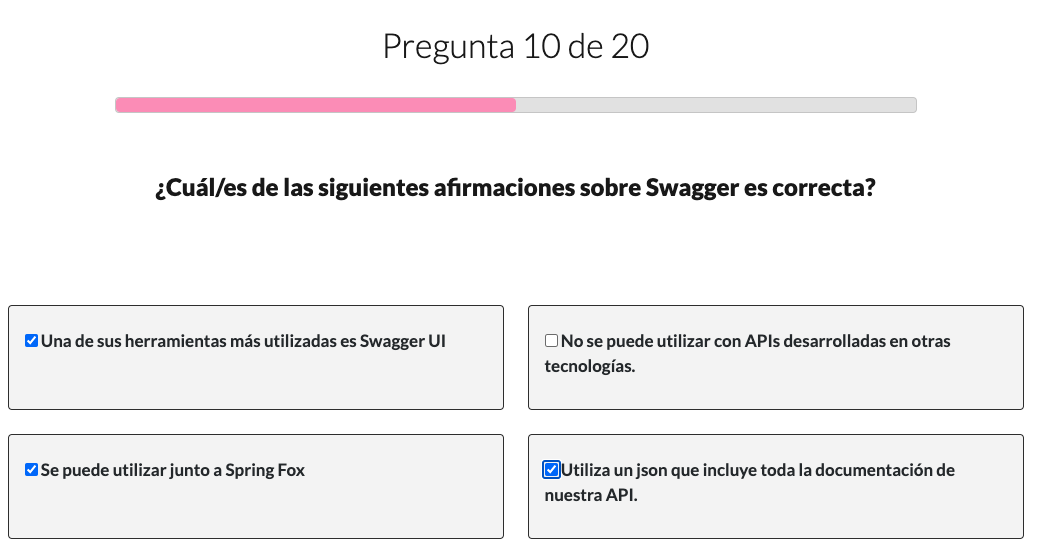 Pregunta 10 de 20
¿Cuál/es de las siguientes afirmaciones sobre Swagger es correcta?
Una de sus herramientas más utilizadas es Swagger UI
No se puede utilizar con APIs desarrolladas en otras
tecnologías.
Se puede utilizar junto a Spring Fox
Utiliza un json que incluye toda la documentación de
nuestra API.